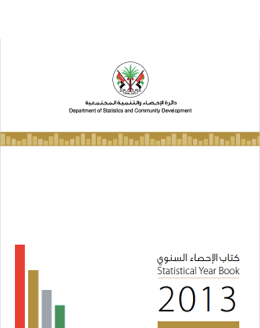 دائرة الإحصاء والتنمية المجتمعية
Department of Statistics and Community Development
كتاب الإحصاء السنوي
Statistical Year Book
2013